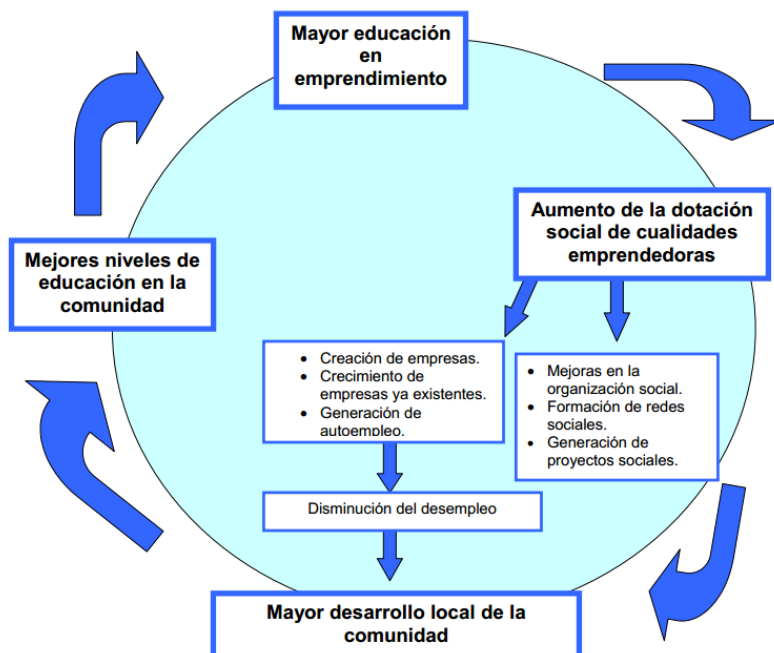 Mayor educación
en
emprendimiento
Aumento de la dotación
social de cualidades
emprendedoras
Mejores niveles de
educación en la
comunidad
• Creación de empresas.
• Crecimiento de
empresas ya existentes.
• Generación de
autoempleo.
• Mejoras en la
organización social.
• Formación de redes
sociales.
• Generación de
proyectos sociales.
Disminución del desempleo
Mayor desarrollo local de la
comunidad